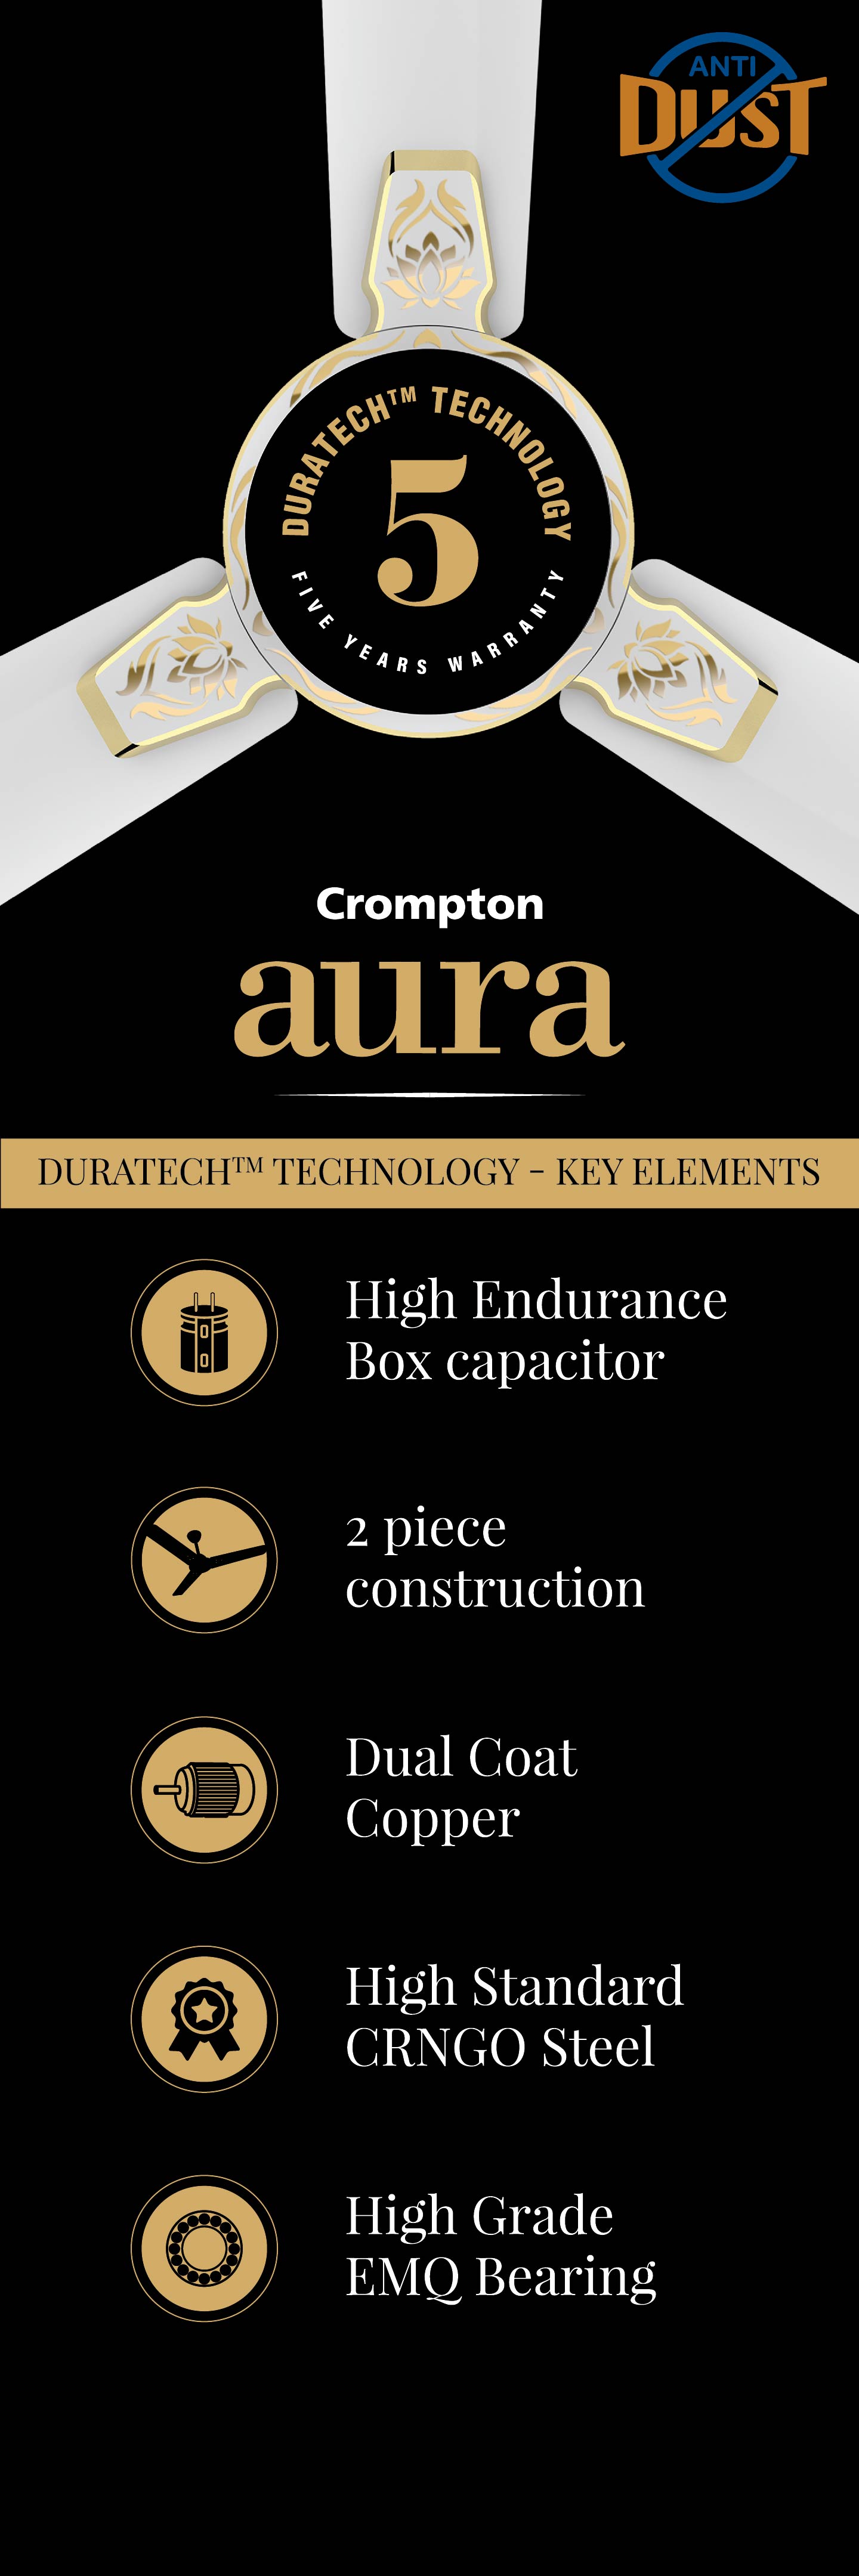 ANTI
DUST
DURATECH™ TECHNOLOGY
5
FIVE YEARS WARRANTY
Crompton
aura
DURATECH™ TECHNOLOGY - KEY ELEMENTS
High Endurance
Box capacitor
2 piece
construction
Dual Coat
Copper
High Standard
CRNGO Steel
High Grade
EMQ Bearing